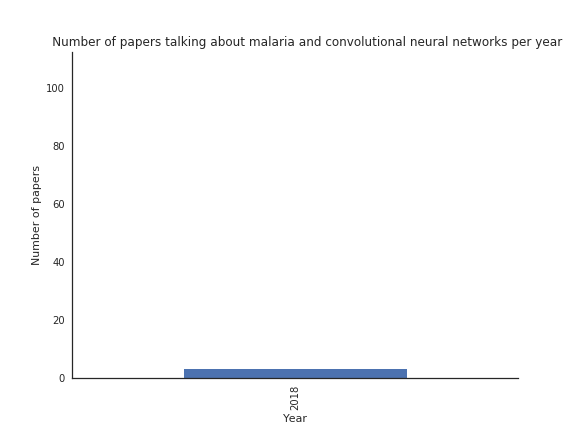 Number of papers talking about malaria and convolutional neural networks per year
100
80
60
40
20
0
Number of papers
2018
Year